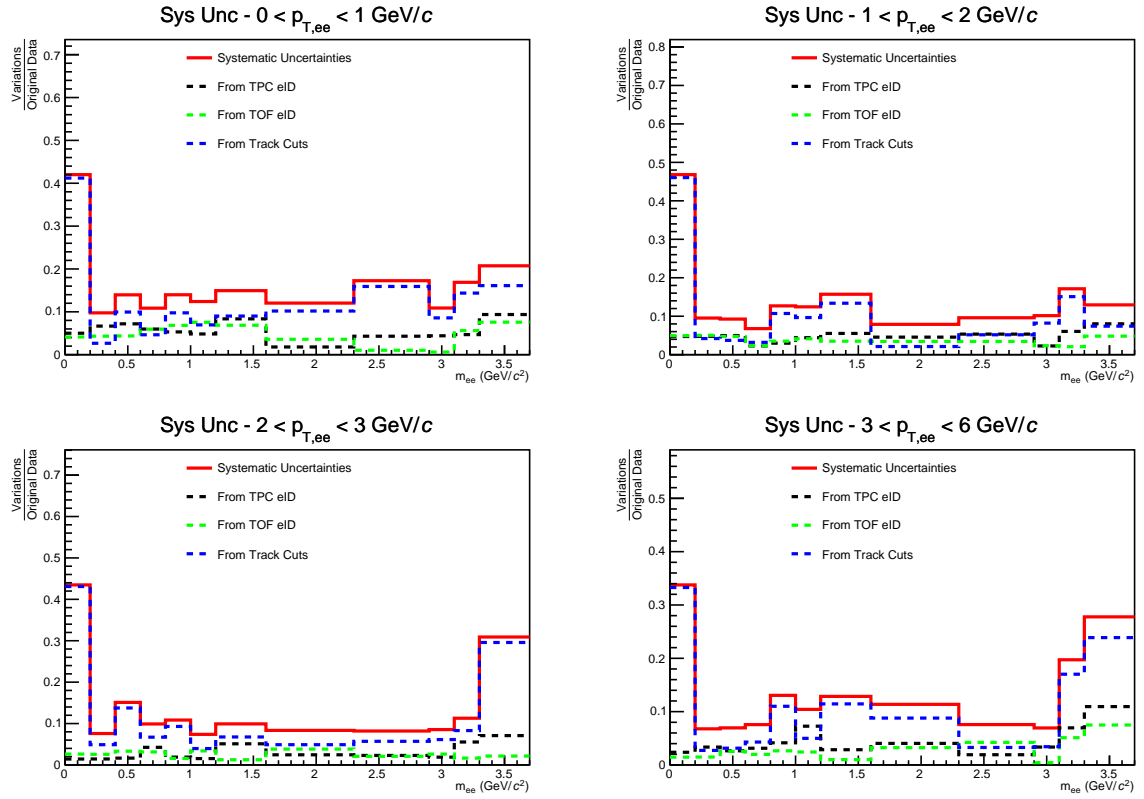 Sys Unc - 0 < p_T,ee < 1 GeV/c
Variations
Original Data
Systematic Uncertainties
From TPC eID
From TOF eID
From Track Cuts
0.7
0.6
0.5
0.4
0.3
0.2
0.1
0
0 0.5 1 1.5 2 2.5 3 3.5
m_ee (GeV/c²)
Sys Unc - 1 < p_T,ee < 2 GeV/c
Variations
Original Data
Systematic Uncertainties
From TPC eID
From TOF eID
From Track Cuts
0.8
0.7
0.6
0.5
0.4
0.3
0.2
0.1
0
0 0.5 1 1.5 2 2.5 3 3.5
m_ee (GeV/c²)
Sys Unc - 2 < p_T,ee < 3 GeV/c
Variations
Original Data
Systematic Uncertainties
From TPC eID
From TOF eID
From Track Cuts
0.7
0.6
0.5
0.4
0.3
0.2
0.1
0
0 0.5 1 1.5 2 2.5 3 3.5
m_ee (GeV/c²)
Sys Unc - 3 < p_T,ee < 6 GeV/c
Variations
Original Data
Systematic Uncertainties
From TPC eID
From TOF eID
From Track Cuts
0.5
0.4
0.3
0.2
0.1
0
0 0.5 1 1.5 2 2.5 3 3.5
m_ee (GeV/c²)